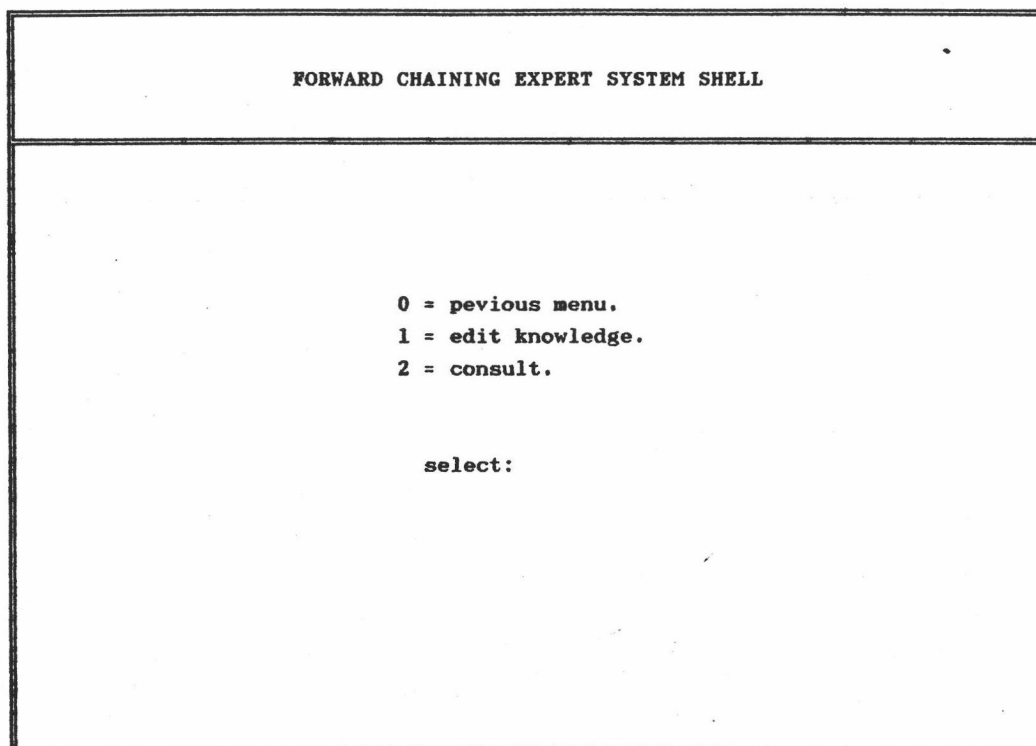 FORWARD CHAINING EXPERT SYSTEM SHELL
0 = pevious menu.
1 = edit knowledge.
2 = consult.
select: